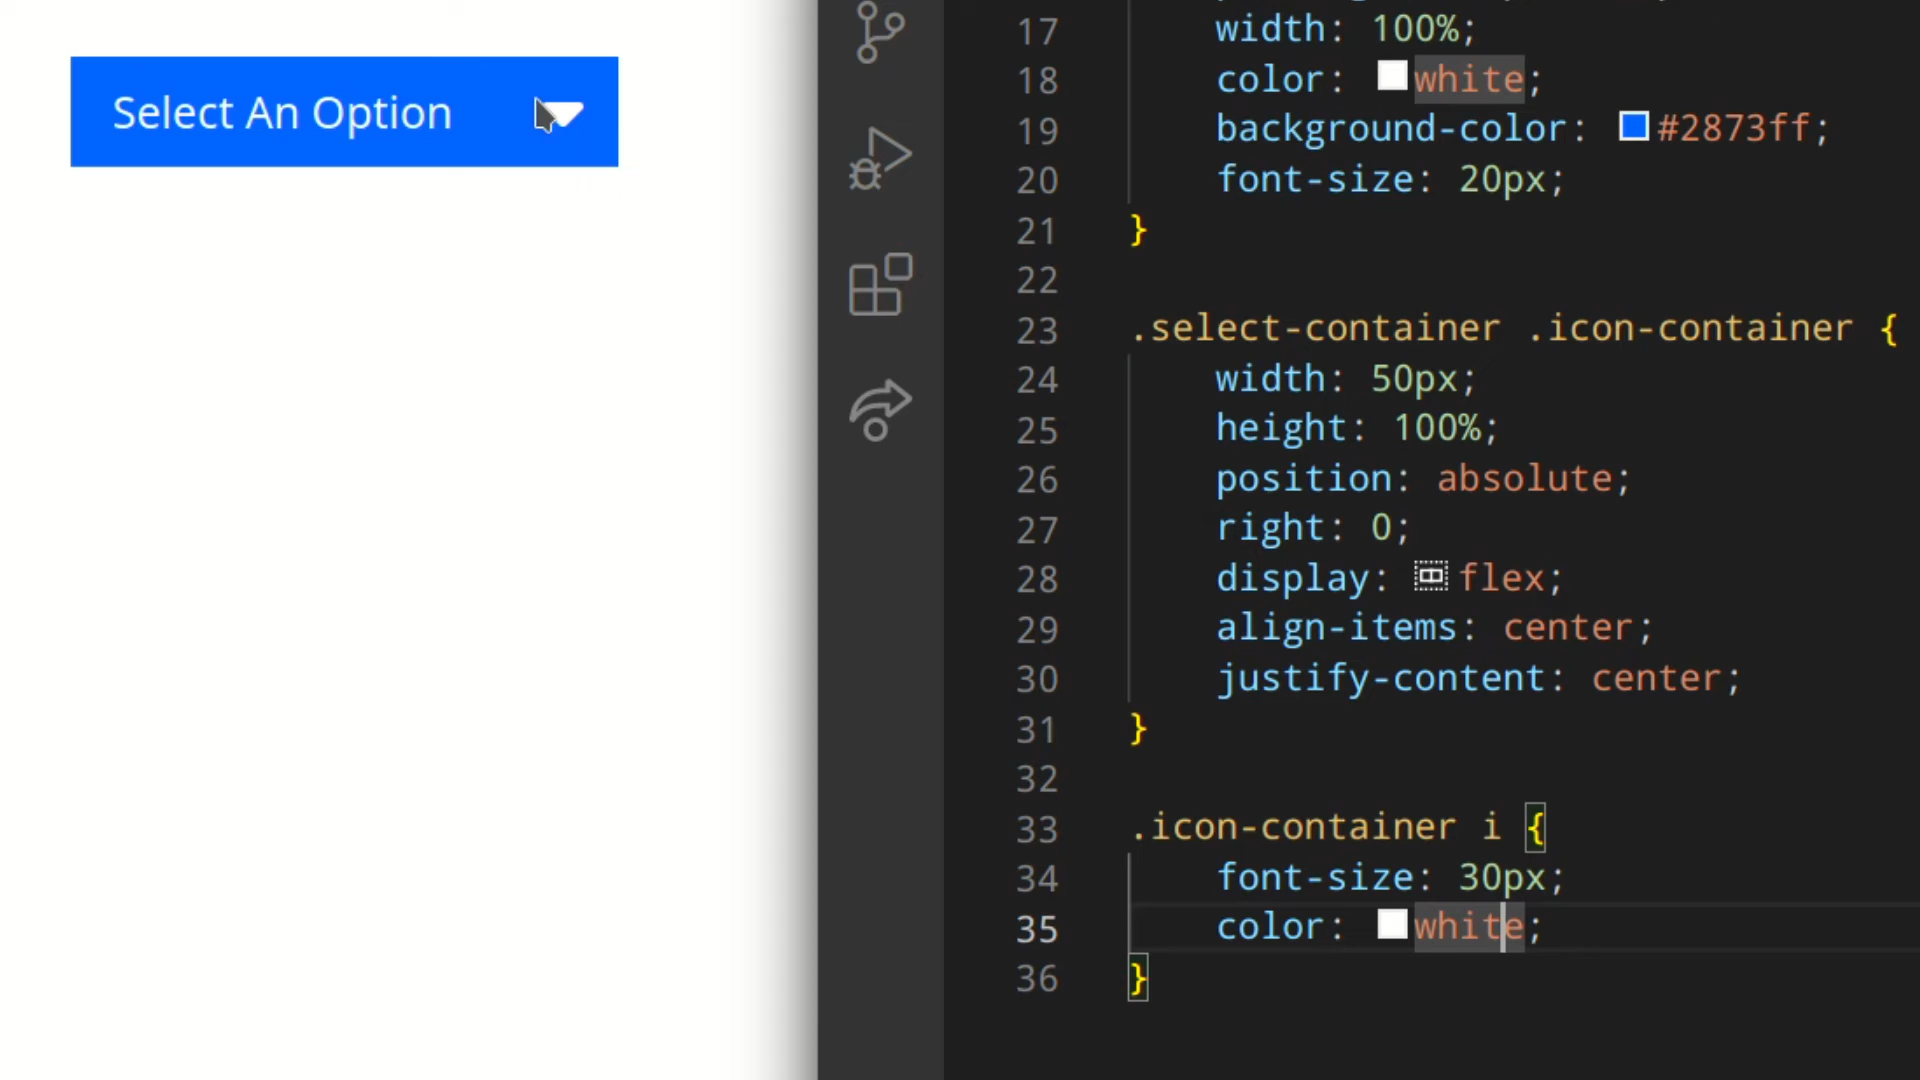 Select An Option
17 width: 100%;
18 color: white;
19 background-color: #2873ff;
20 font-size: 20px;
21 }
22
23 .select-container .icon-container {
24 width: 50px;
25 height: 100%;
26 position: absolute;
27 right: 0;
28 display: flex;
29 align-items: center;
30 justify-content: center;
31 }
32
33 .icon-container i {
34 font-size: 30px;
35 color: white;
36 }